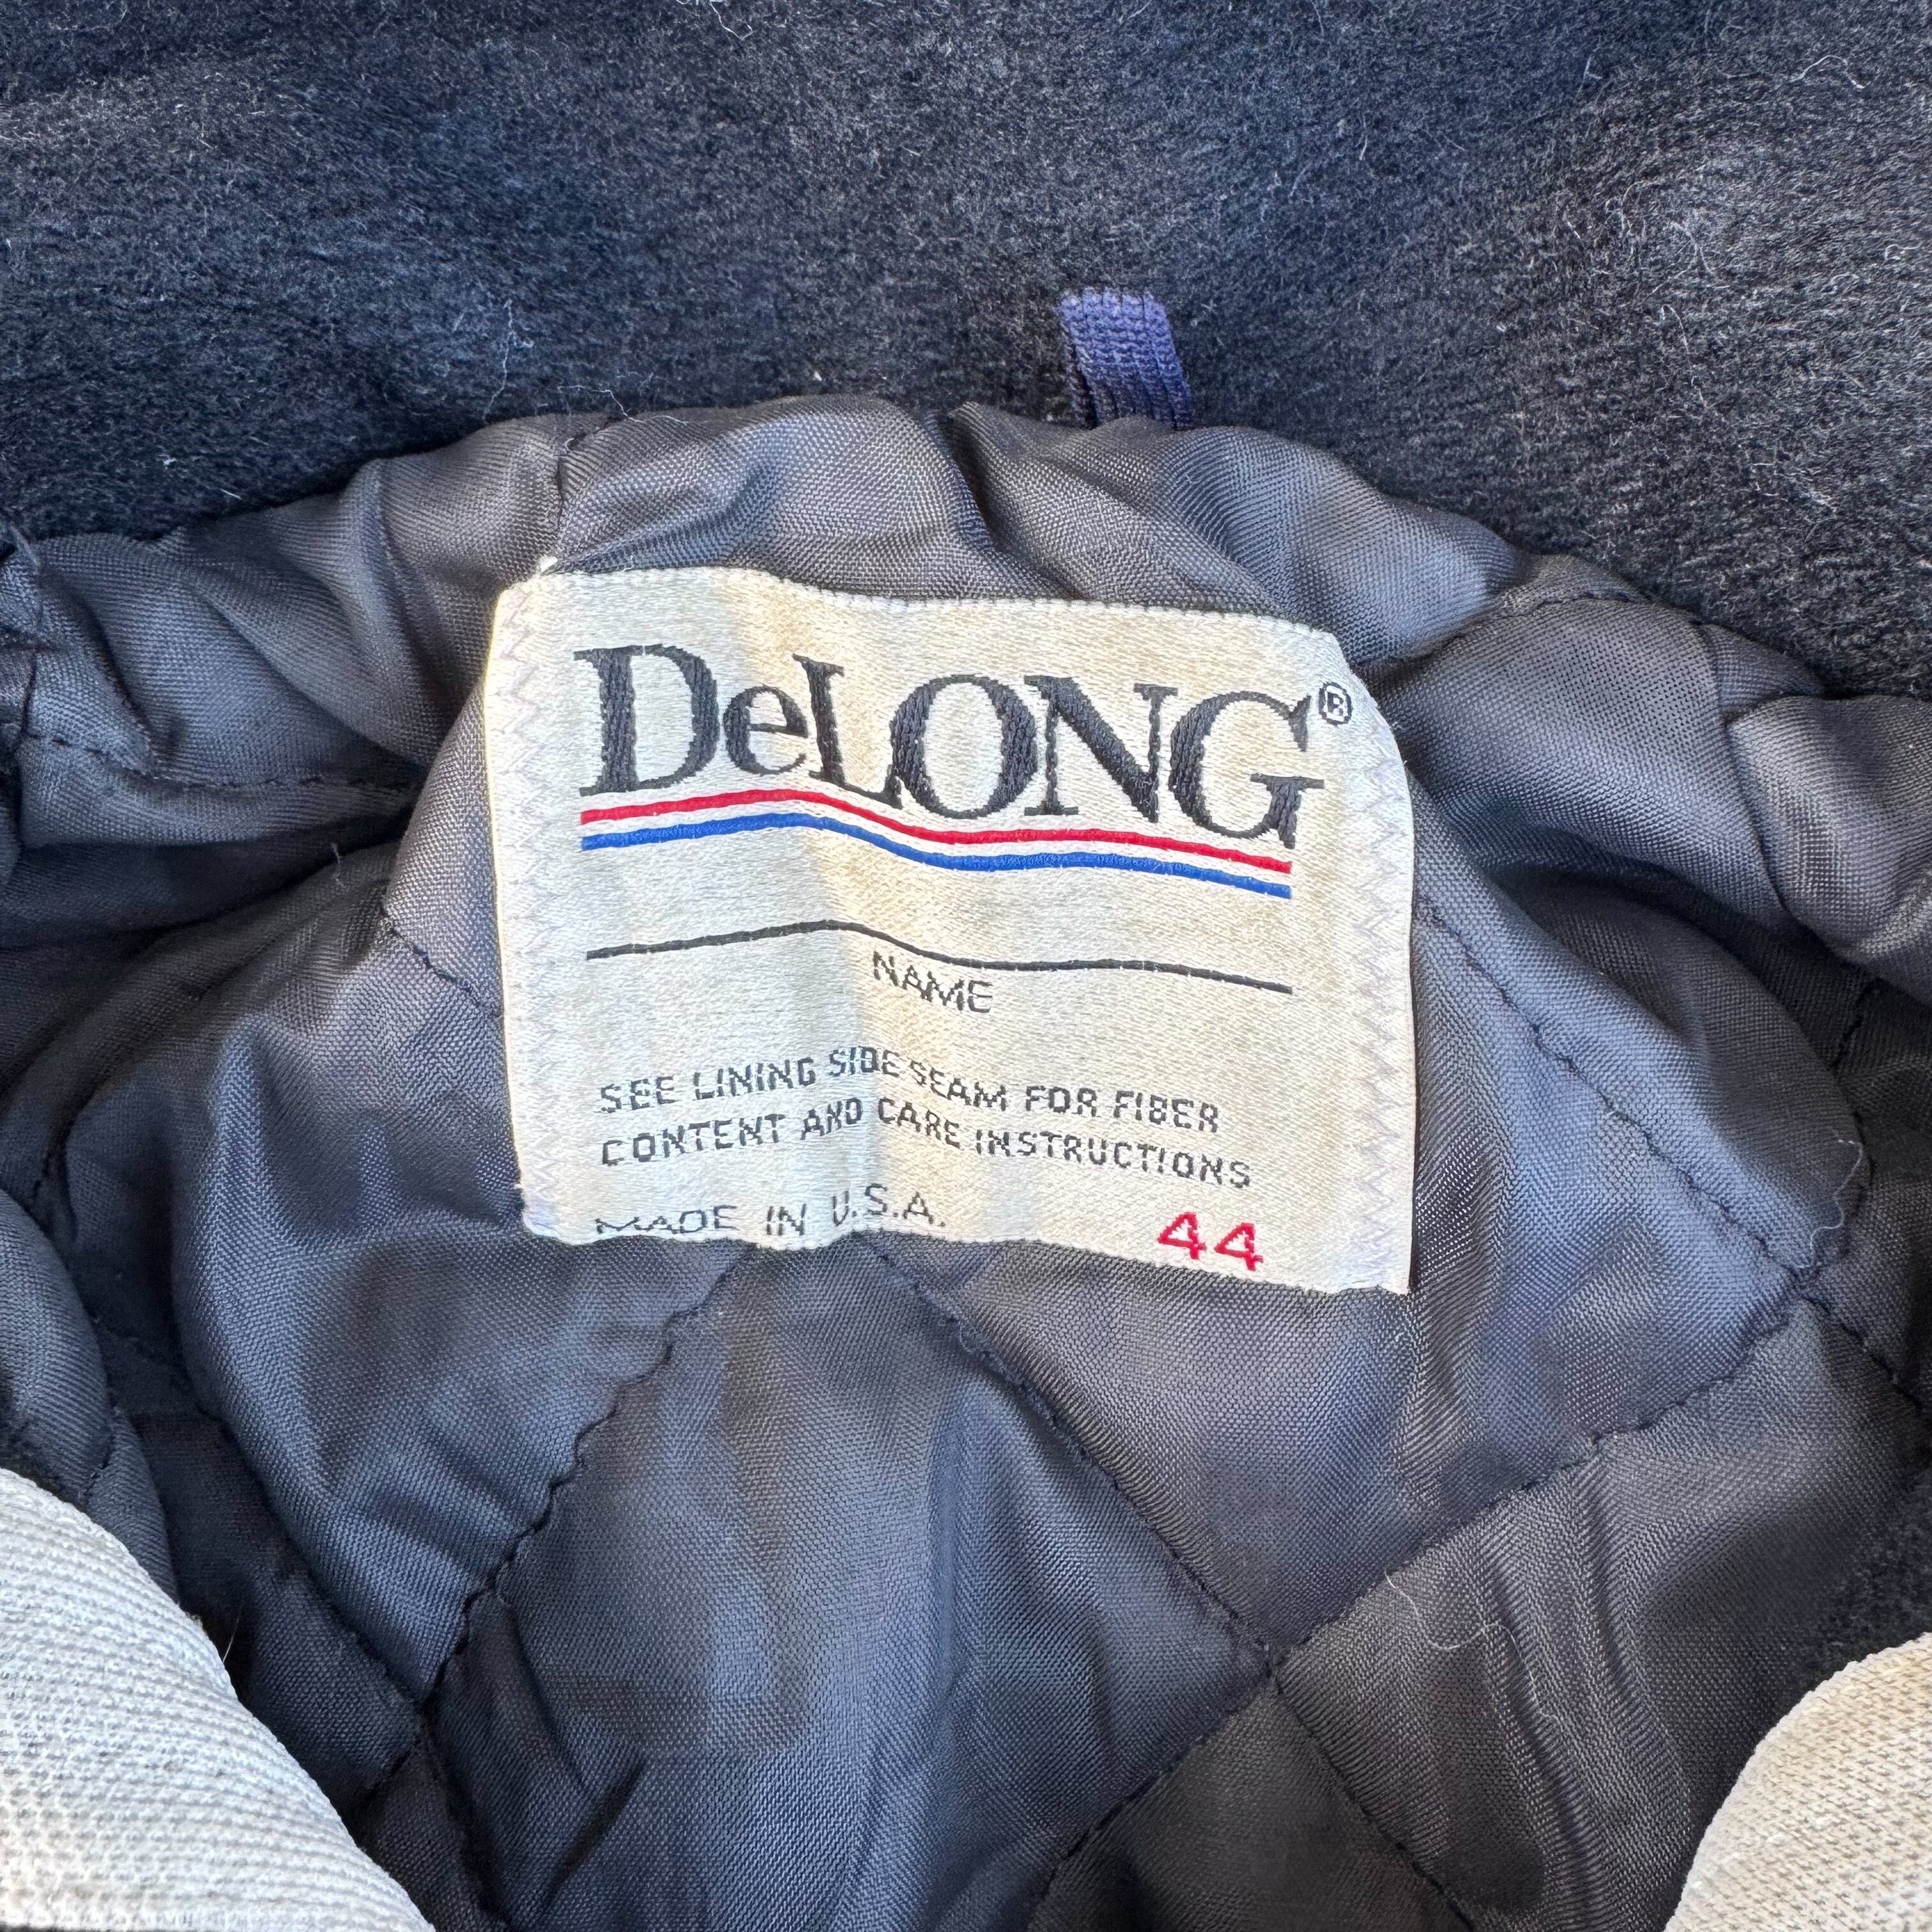 DeLONG®
NAME
SEE LINING SIDE SEAM FOR FIBER
CONTENT AND CARE INSTRUCTIONS
MADE IN U.S.A. 44